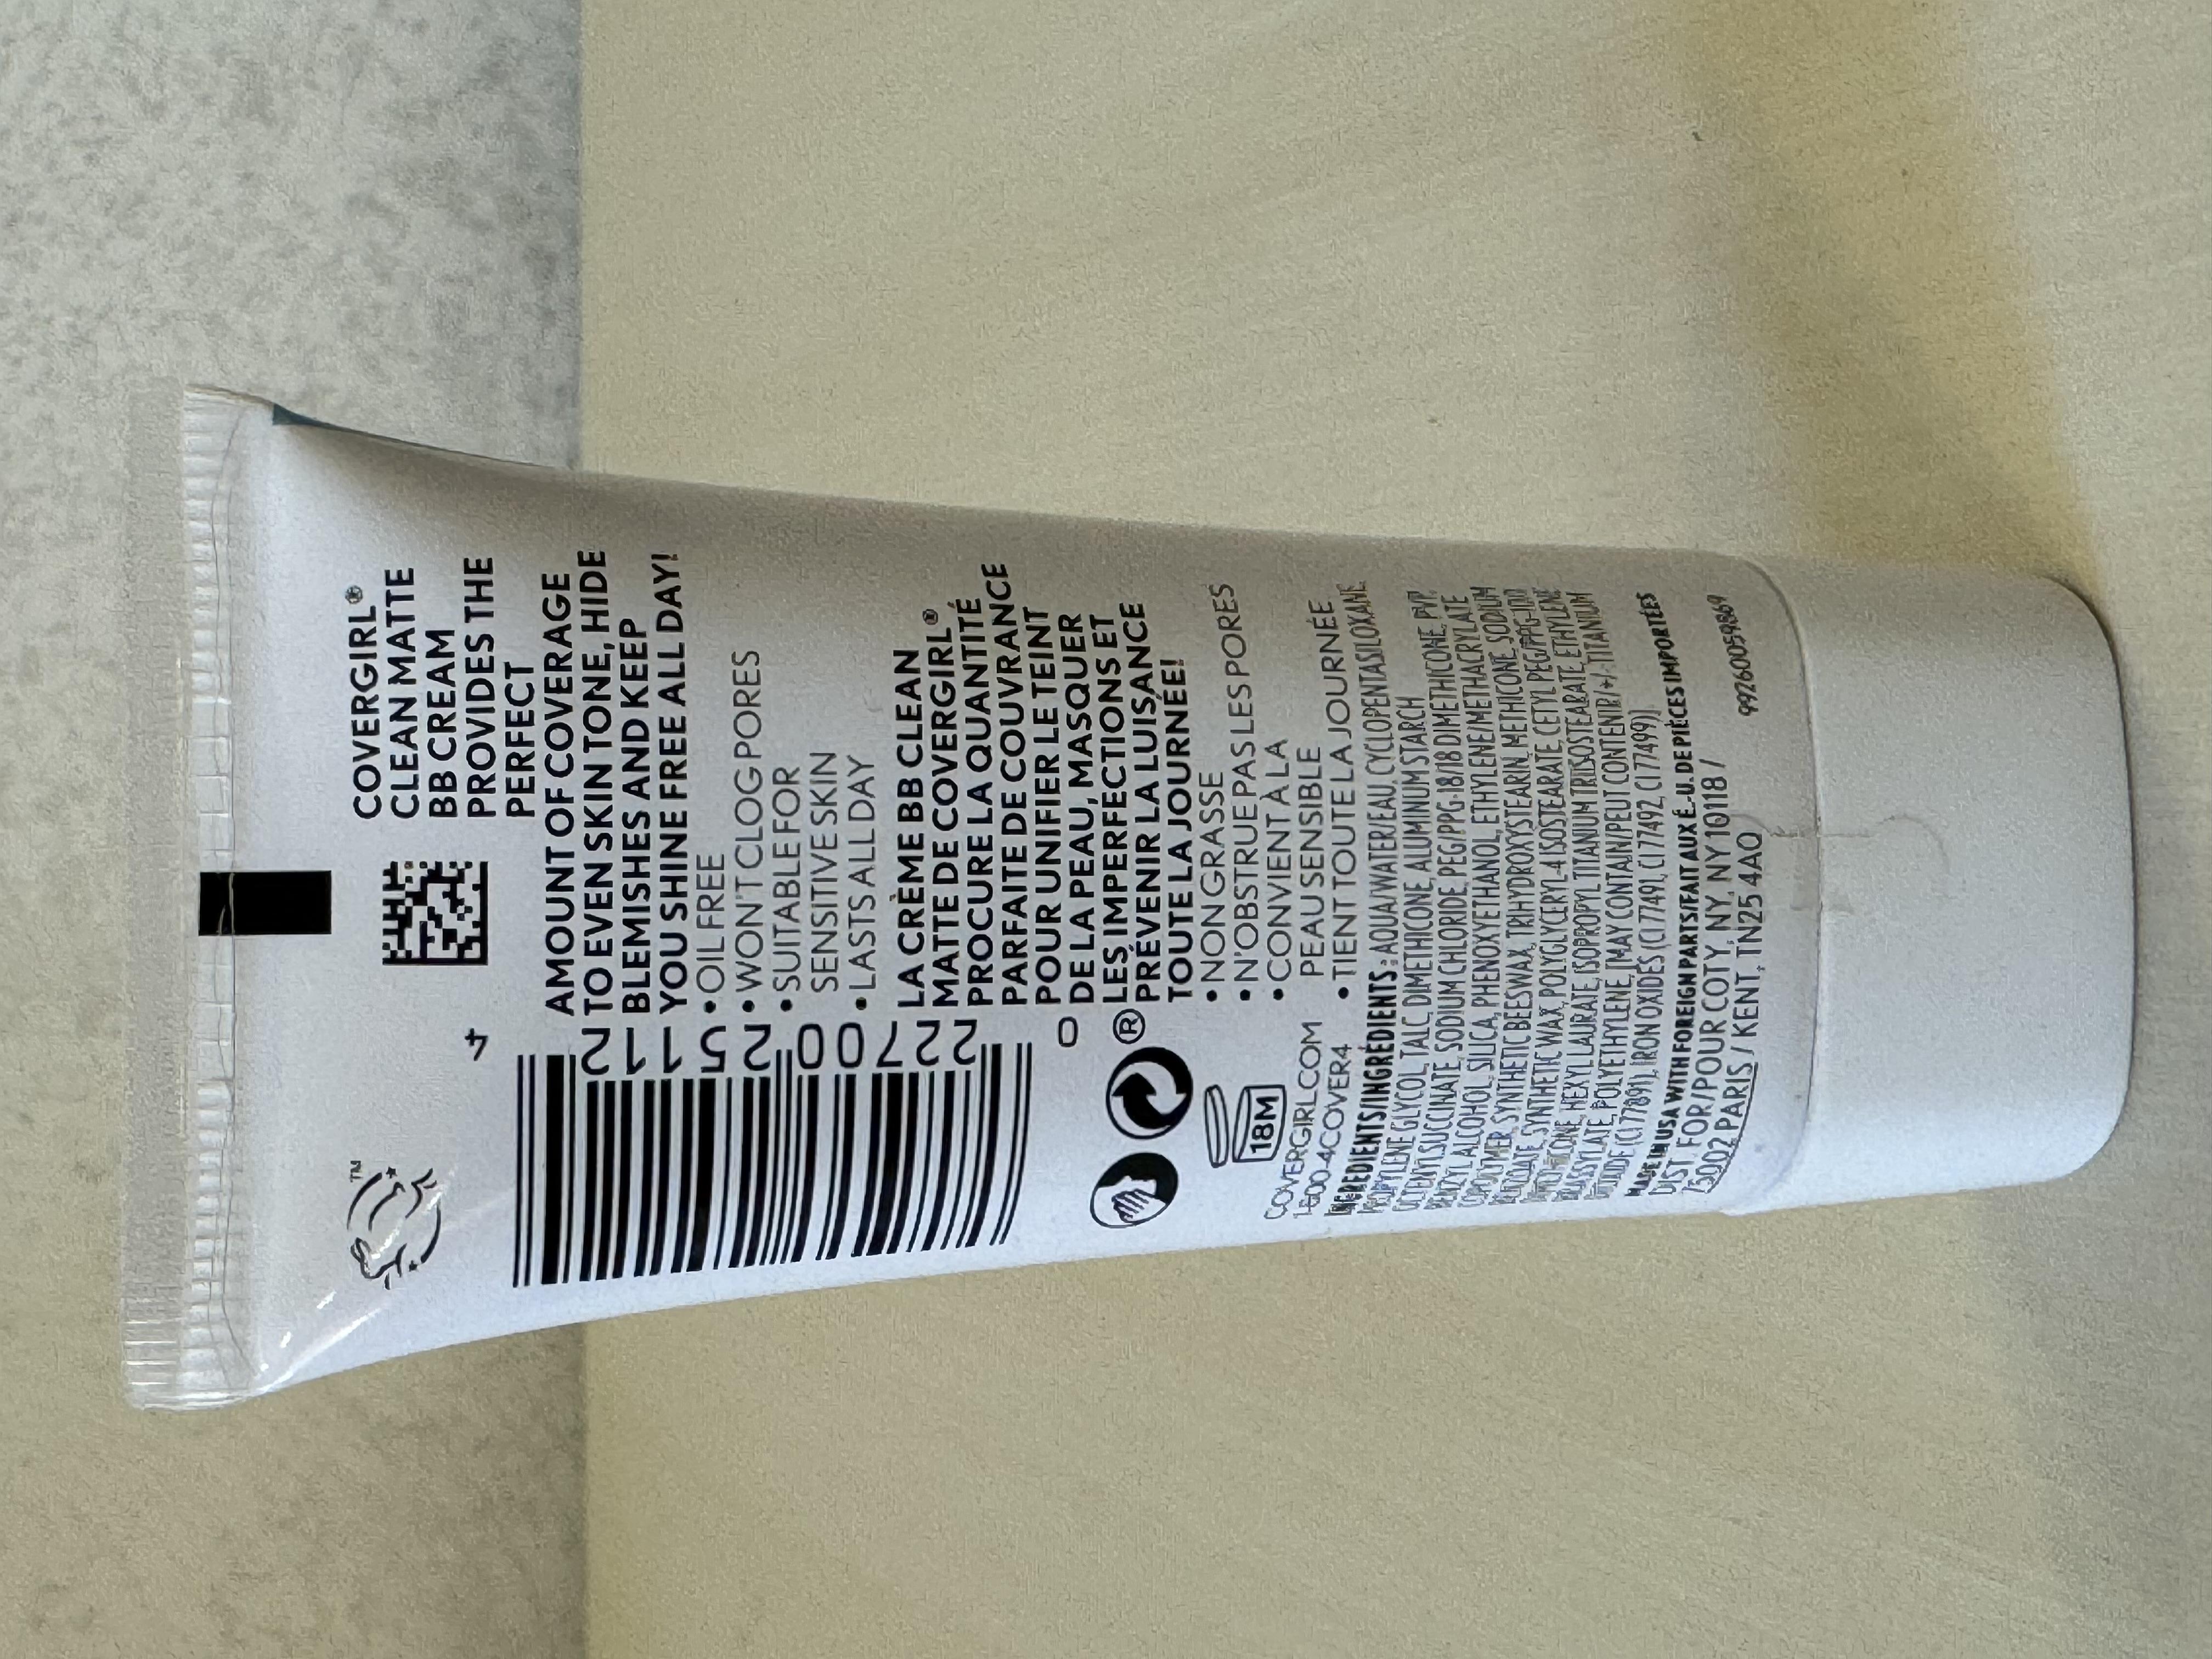 ™
COVERGIRL®
CLEAN MATTE
BB CREAM
PROVIDES THE
PERFECT
AMOUNT OF COVERAGE
TO EVEN SKIN TONE, HIDE
BLEMISHES AND KEEP
YOU SHINE FREE ALL DAY!
• OIL FREE
• WON'T CLOG PORES
• SUITABLE FOR
SENSITIVE SKIN
• LASTS ALL DAY
LA CRÈME BB CLEAN
MATTE DE COVERGIRL®
PROCURE LA QUANTITÉ
PARFAITE DE COUVRANCE
POUR UNIFIER LE TEINT
DE LA PEAU, MASQUER
LES IMPERFECTIONS ET
PRÉVENIR LA LUISANCE
TOUTE LA JOURNÉE!
• NON GRASSE
• N'OBSTRUE PAS LES PORES
• CONVIENT À LA
PEAU SENSIBLE
• TIENT TOUTE LA JOURNÉE
0 22700 25112 4
®
18M
COVERGIRL.COM
1-800-4COVER4
INGREDIENTS/INGRÉDIENTS: AQUA/WATER/EAU, CYCLOPENTASILOXANE,
PROPYLENE GLYCOL, TALC, DIMETHICONE, ALUMINUM STARCH
OCTENYLSUCCINATE, SODIUM CHLORIDE, PEG/PPG-18/18 DIMETHICONE, PVP,
BENZYL ALCOHOL, SILICA, PHENOXYETHANOL, ETHYLENE/METHACRYLATE
COPOLYMER, SYNTHETIC BEESWAX, TRIHYDROXYSTEARIN, METHICONE, SODIUM
BENZOATE, SYNTHETIC WAX, POLYGLYCERYL-4 ISOSTEARATE, CETYL PEG/PPG-10/1
DIMETHICONE, HEXYL LAURATE, ISOPROPYL TITANIUM TRIISOSTEARATE, ETHYLENE
BRASSYLATE, POLYETHYLENE, [MAY CONTAIN/PEUT CONTENIR/+/-: TITANIUM
DIOXIDE (CI 77891), IRON OXIDES (CI 77491, CI 77492, CI 77499)].
MADE IN USA WITH FOREIGN PARTS/FAIT AUX É.-U. DE PIÈCES IMPORTÉES
DIST. FOR/POUR COTY, NY, NY 10118 /
75002 PARIS / KENT, TN25 4AQ
99260059869